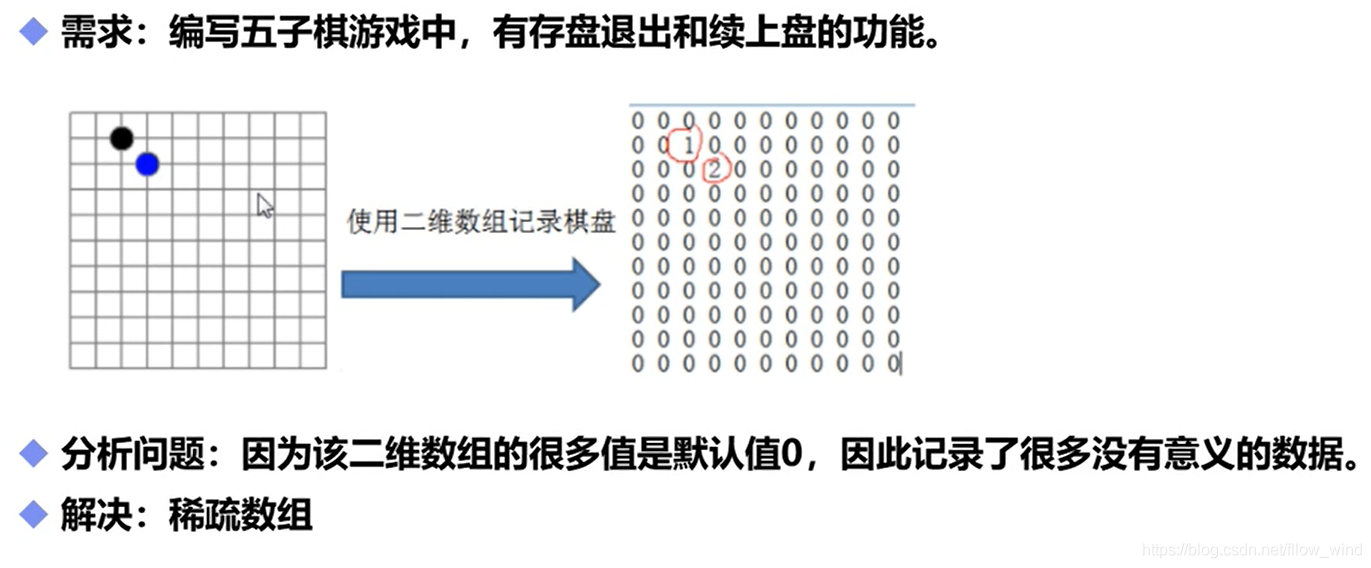 需求：编写五子棋游戏中，有存盘退出和续上盘的功能。
使用二维数组记录棋盘
0 0 0 0 0 0 0 0 0 0 0
0 0 1 0 0 0 0 0 0 0 0
0 0 0 2 0 0 0 0 0 0 0
0 0 0 0 0 0 0 0 0 0 0
0 0 0 0 0 0 0 0 0 0 0
0 0 0 0 0 0 0 0 0 0 0
0 0 0 0 0 0 0 0 0 0 0
0 0 0 0 0 0 0 0 0 0 0
0 0 0 0 0 0 0 0 0 0 0
0 0 0 0 0 0 0 0 0 0 0
0 0 0 0 0 0 0 0 0 0 0
分析问题：因为该二维数组的很多值是默认值0，因此记录了很多没有意义的数据。
解决：稀疏数组
https://blog.csdn.net/fllow_wind